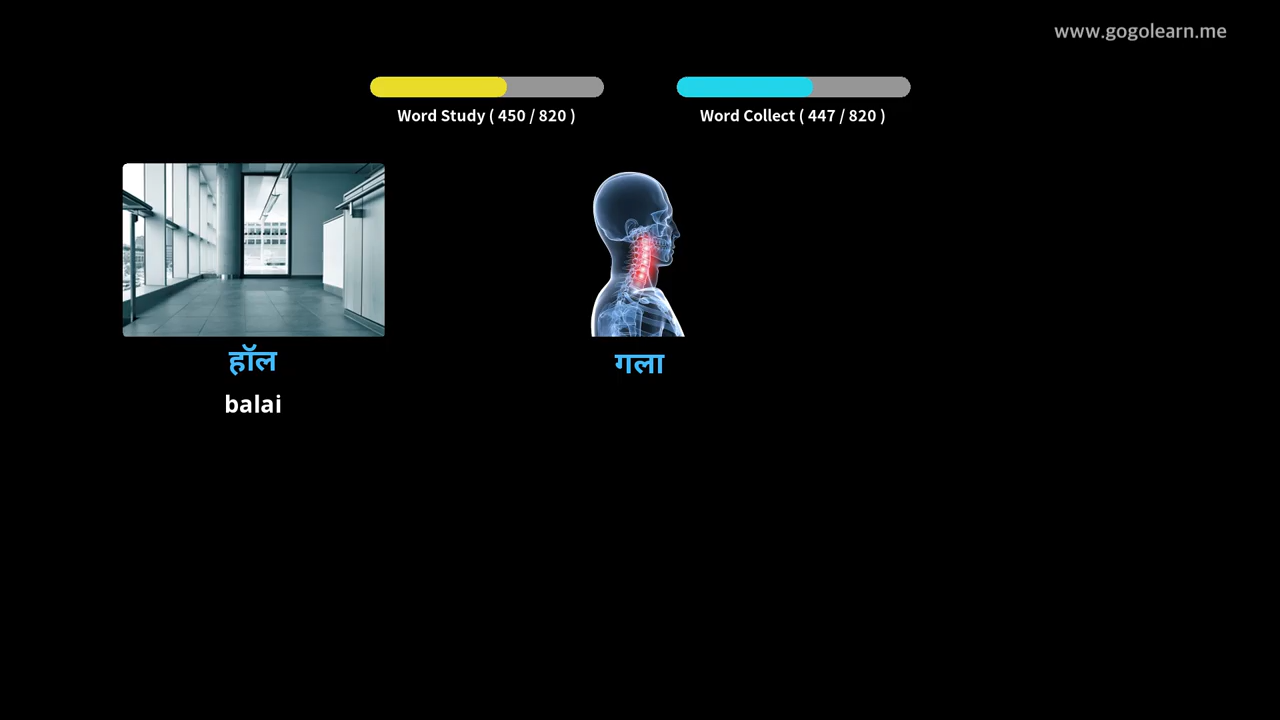 www.gogolearn.me
Word Study ( 450 / 820 )
Word Collect ( 447 / 820 )
हॉल
balai
गला